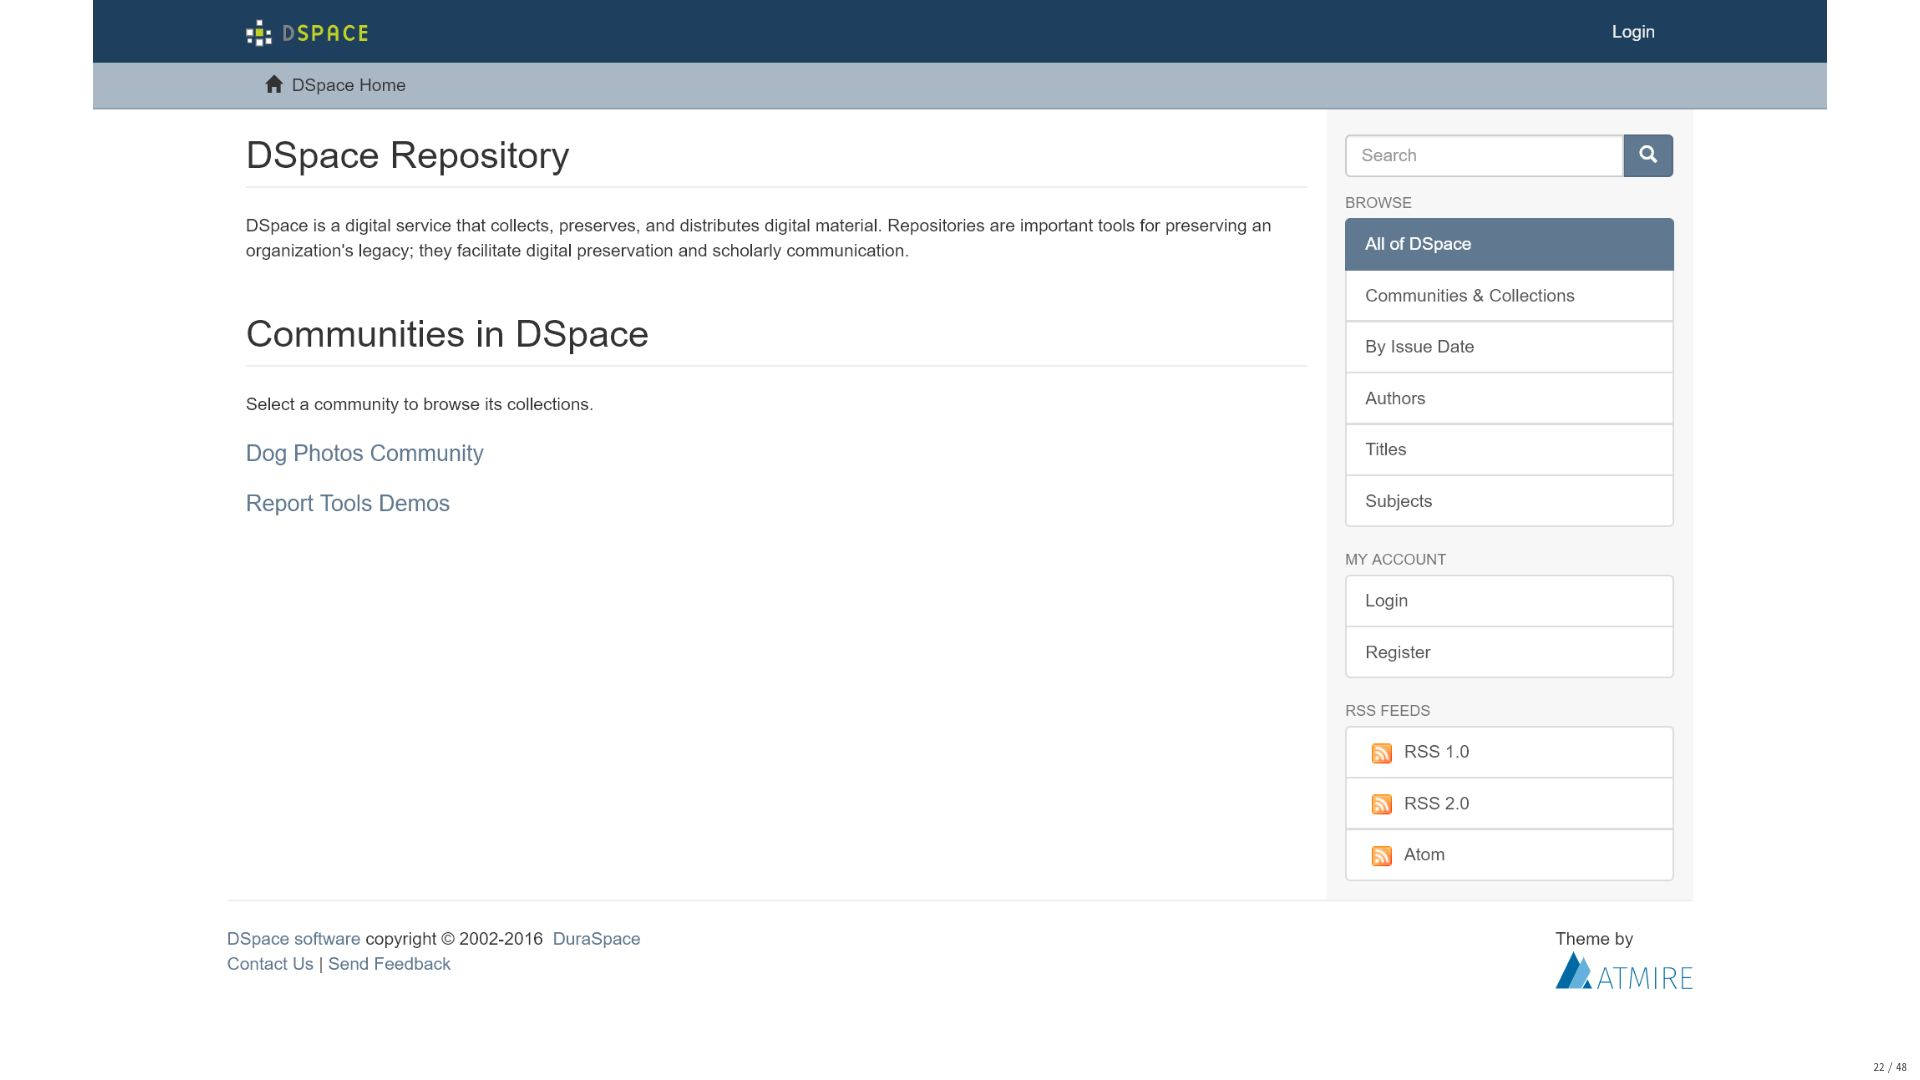 DSPACE
Login
DSpace Home
DSpace Repository
DSpace is a digital service that collects, preserves, and distributes digital material. Repositories are important tools for preserving an
organization's legacy; they facilitate digital preservation and scholarly communication.
Communities in DSpace
Select a community to browse its collections.
Dog Photos Community
Report Tools Demos
Search
BROWSE
All of DSpace
Communities & Collections
By Issue Date
Authors
Titles
Subjects
MY ACCOUNT
Login
Register
RSS FEEDS
RSS 1.0
RSS 2.0
Atom
DSpace software copyright © 2002-2016 DuraSpace
Contact Us | Send Feedback
Theme by
ATMIRE
22 / 48